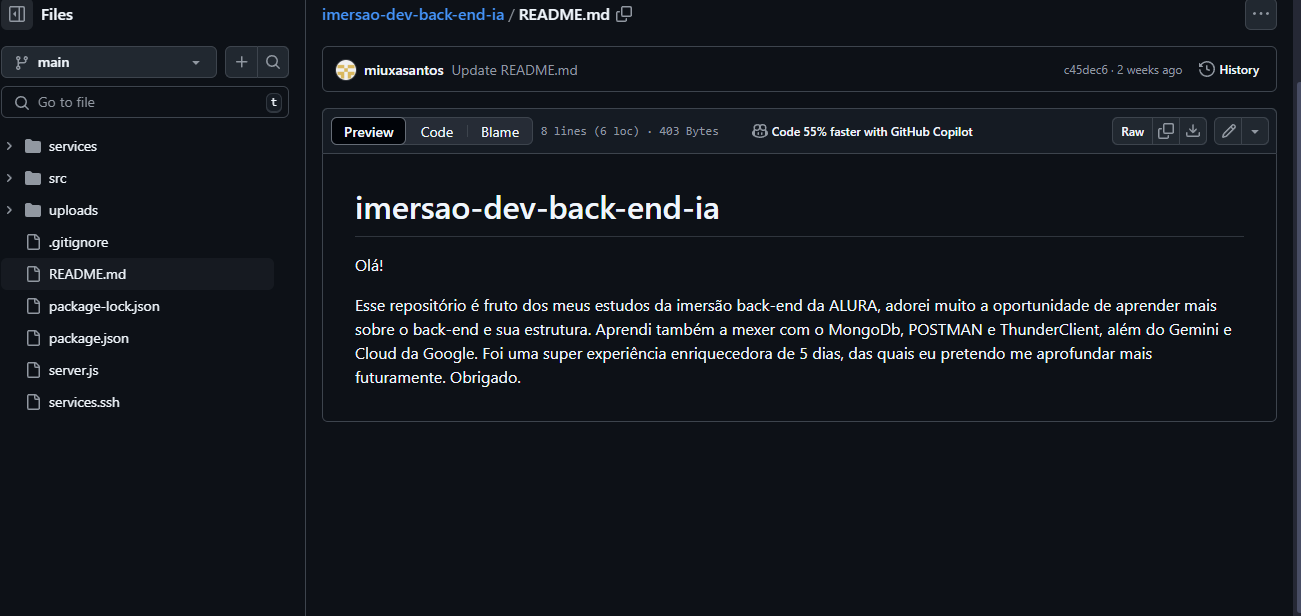 Files
imersao-dev-back-end-ia / README.md
main
miuxasantos Update README.md
c45dec6 · 2 weeks ago
History
Go to file
t
Preview
Code
Blame
8 lines (6 loc) · 403 Bytes
Code 55% faster with GitHub Copilot
Raw
services
src
uploads
.gitignore
README.md
package-lock.json
package.json
server.js
services.ssh
imersao-dev-back-end-ia
Olá!
Esse repositório é fruto dos meus estudos da imersão back-end da ALURA, adorei muito a oportunidade de aprender mais
sobre o back-end e sua estrutura. Aprendi também a mexer com o MongoDb, POSTMAN e ThunderClient, além do Gemini e
Cloud da Google. Foi uma super experiência enriquecedora de 5 dias, das quais eu pretendo me aprofundar mais
futuramente. Obrigado.